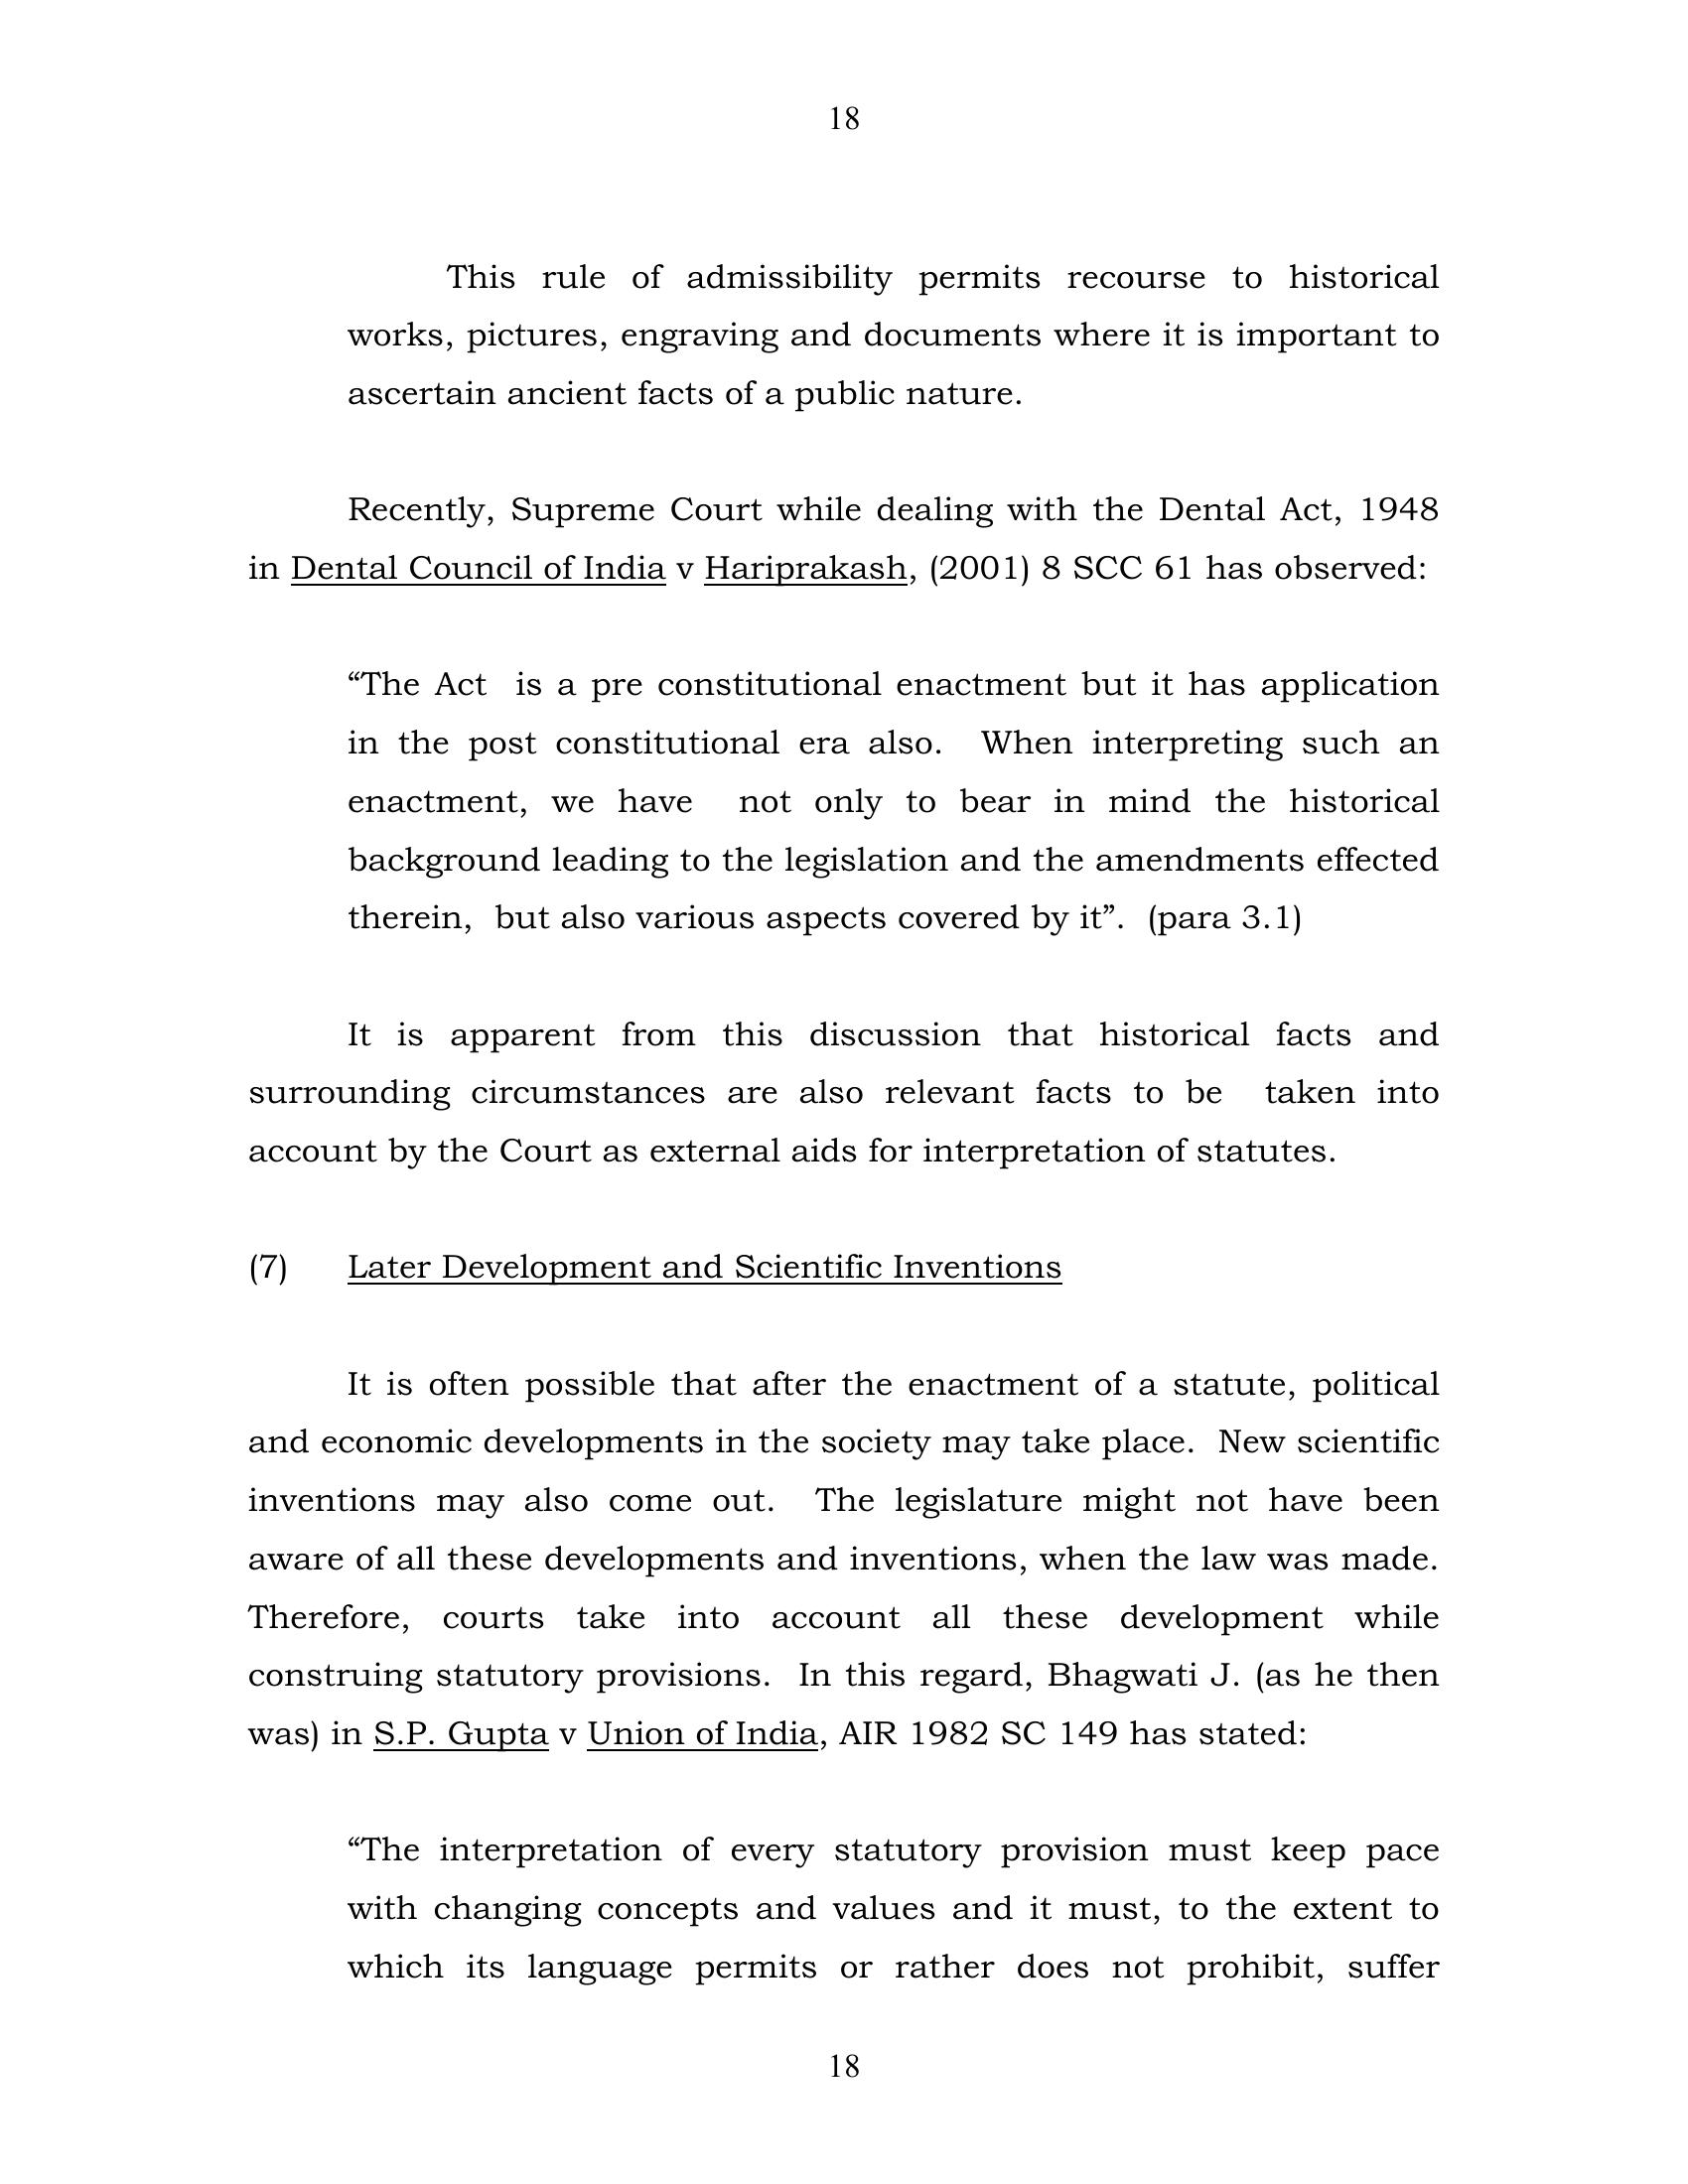 18
This rule of admissibility permits recourse to historical
works, pictures, engraving and documents where it is important to
ascertain ancient facts of a public nature.
Recently, Supreme Court while dealing with the Dental Act, 1948
in Dental Council of India v Hariprakash, (2001) 8 SCC 61 has observed:
“The Act is a pre constitutional enactment but it has application
in the post constitutional era also. When interpreting such an
enactment, we have not only to bear in mind the historical
background leading to the legislation and the amendments effected
therein, but also various aspects covered by it”. (para 3.1)
It is apparent from this discussion that historical facts and
surrounding circumstances are also relevant facts to be taken into
account by the Court as external aids for interpretation of statutes.
(7) Later Development and Scientific Inventions
It is often possible that after the enactment of a statute, political
and economic developments in the society may take place. New scientific
inventions may also come out. The legislature might not have been
aware of all these developments and inventions, when the law was made.
Therefore, courts take into account all these development while
construing statutory provisions. In this regard, Bhagwati J. (as he then
was) in S.P. Gupta v Union of India, AIR 1982 SC 149 has stated:
“The interpretation of every statutory provision must keep pace
with changing concepts and values and it must, to the extent to
which its language permits or rather does not prohibit, suffer
18